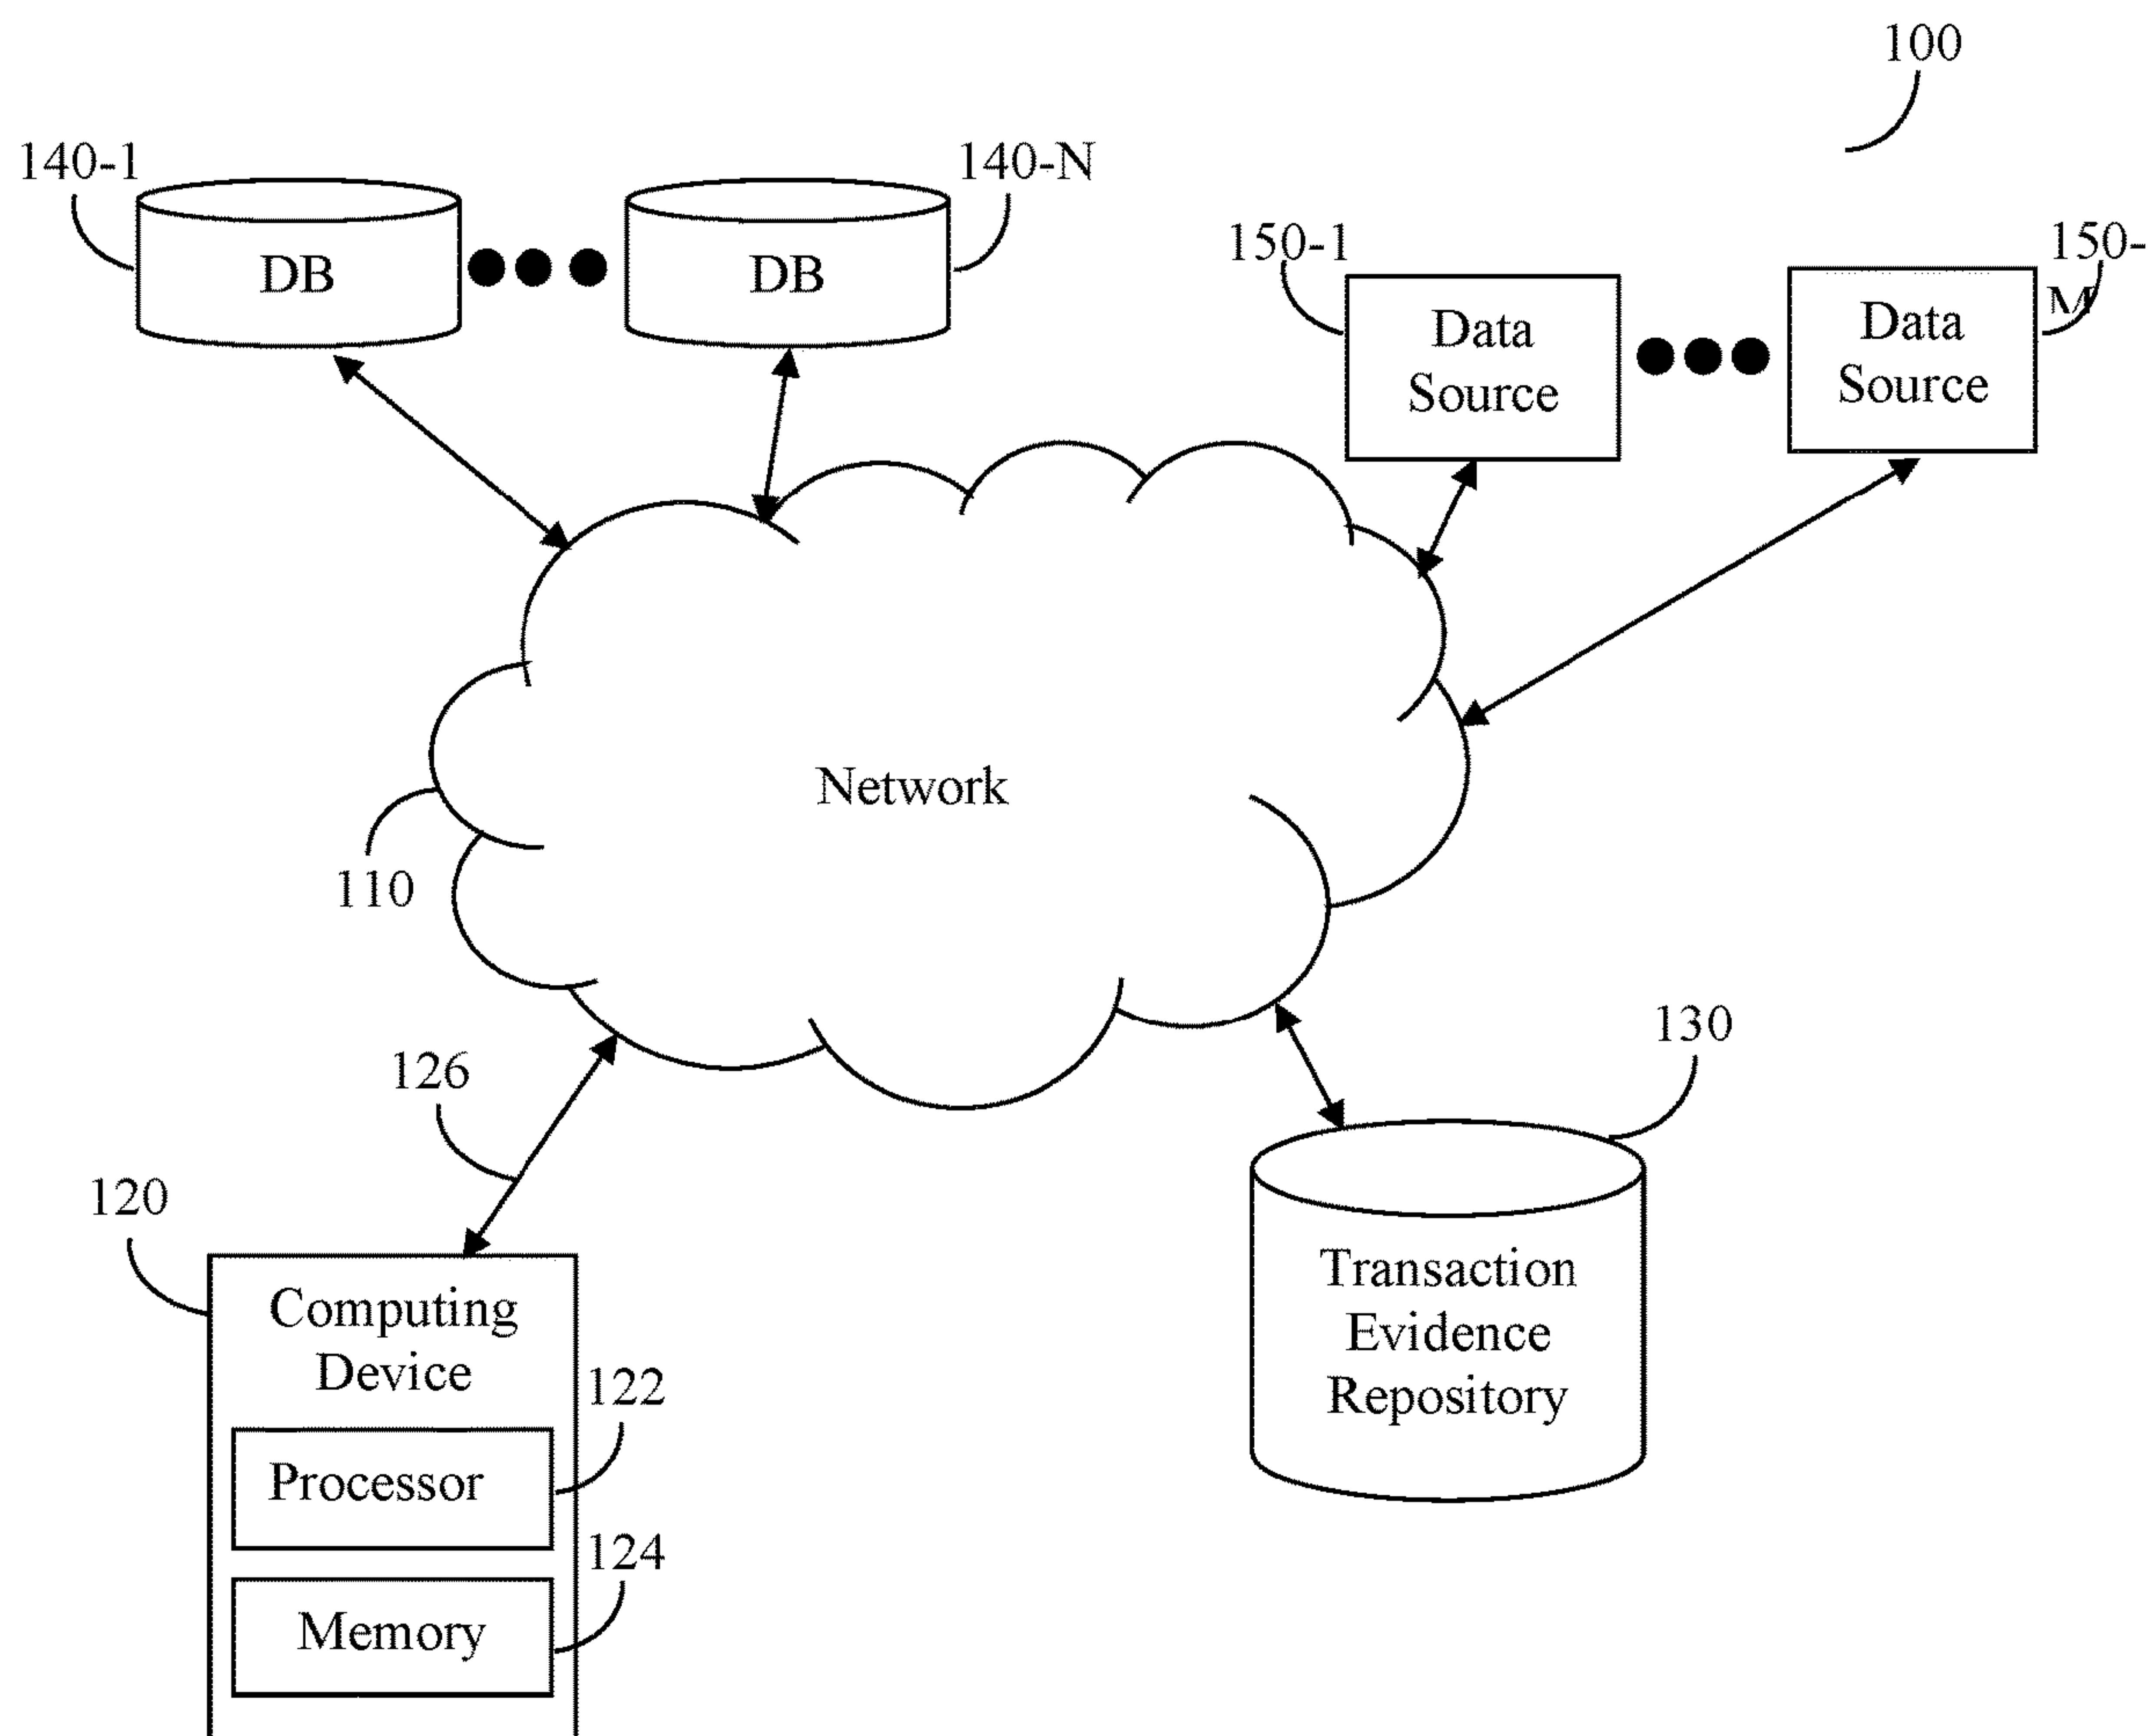 100
140-1
140-N
DB
DB
150-1
150-
M
Data
Source
Data
Source
Network
110
130
126
120
Transaction
Evidence
Repository
Computing
Device
122
Processor
124
Memory